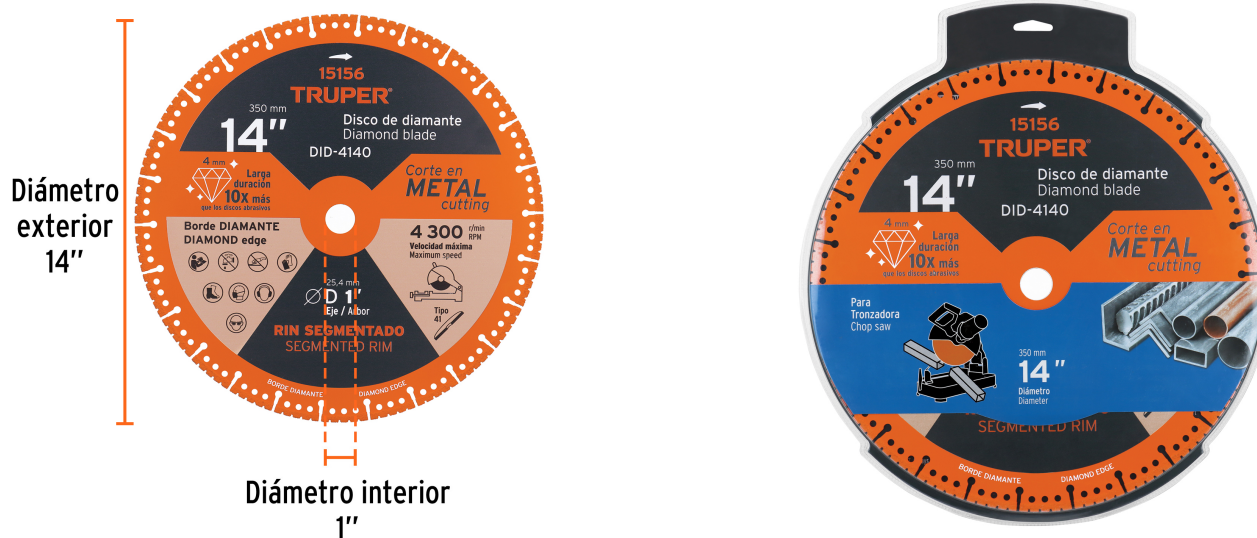 Diámetro
exterior
14"
15156
TRUPER®
350 mm
14"
Disco de diamante
Diamond blade
DID-4140
4 mm
Larga
duración
10x más
que los discos abrasivos
Corte en
METAL
cutting
Borde DIAMANTE
DIAMOND edge
4 300 r/min
RPM
Velocidad máxima
Maximum speed
Tipo
41
25,4 mm
D 1"
Eje / Arbor
RIN SEGMENTADO
SEGMENTED RIM
BORDE DIAMANTE
DIAMOND EDGE
Diámetro interior
1"
15156
TRUPER®
350 mm
14"
Disco de diamante
Diamond blade
DID-4140
4 mm
Larga
duración
10x más
que los discos abrasivos
Corte en
METAL
cutting
Para
Tronzadora
Chop saw
350 mm
14"
Diámetro
Diameter
SEGMENTED RIM
BORDE DIAMANTE
DIAMOND EDGE